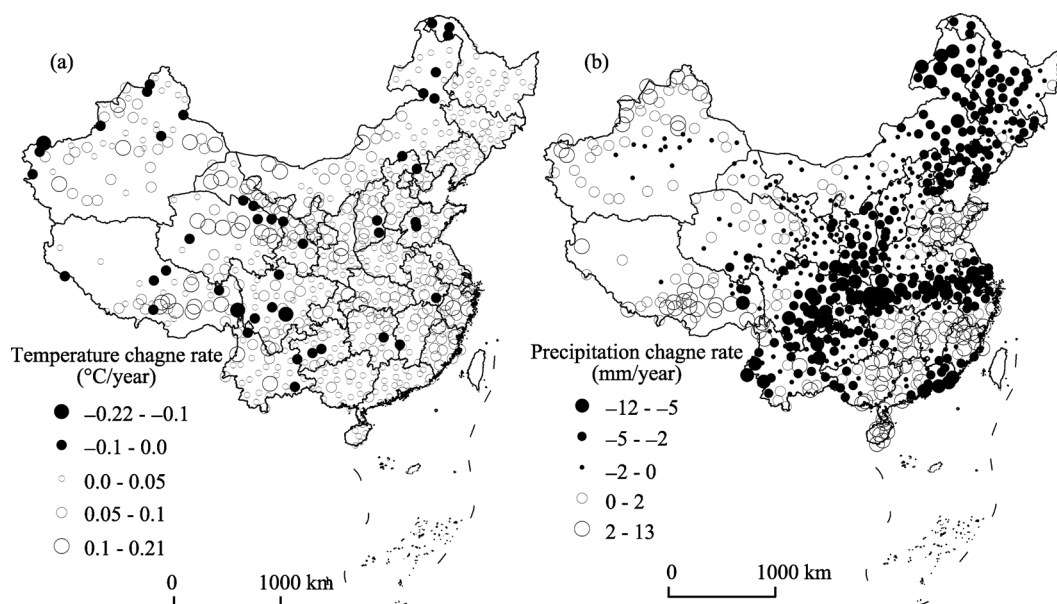 (a)
Temperature chagne rate
(°C/year)
–0.22 - –0.1
–0.1 - 0.0
0.0 - 0.05
0.05 - 0.1
0.1 - 0.21
0 1000 km
(b)
Precipitation chagne rate
(mm/year)
–12 - –5
–5 - –2
–2 - 0
0 - 2
2 - 13
0 1000 km